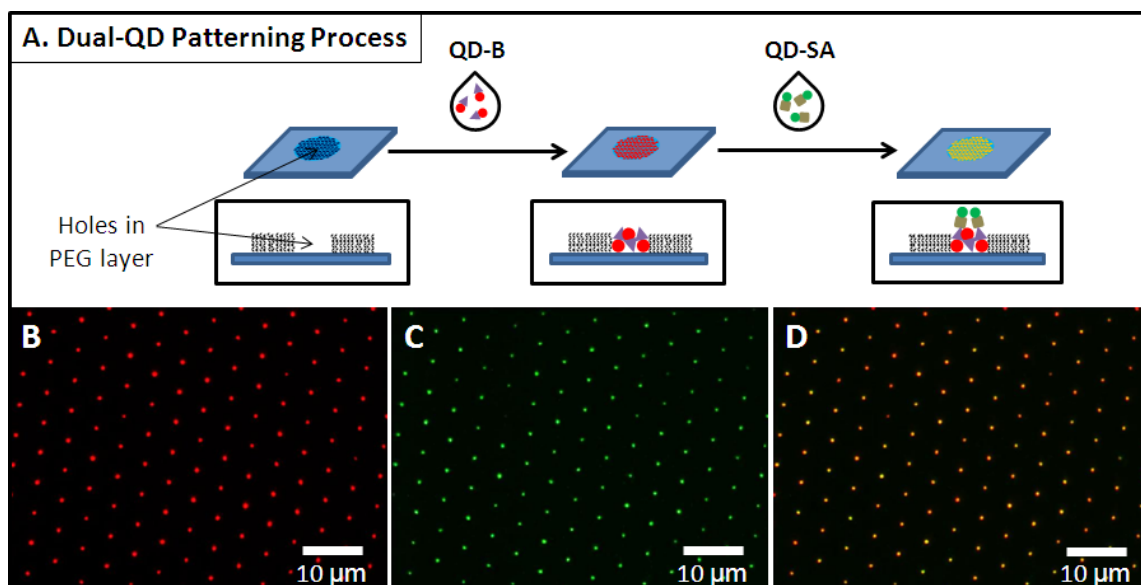 A. Dual-QD Patterning Process
QD-B
QD-SA
Holes in
PEG layer
B
C
D
10 µm
10 µm
10 µm